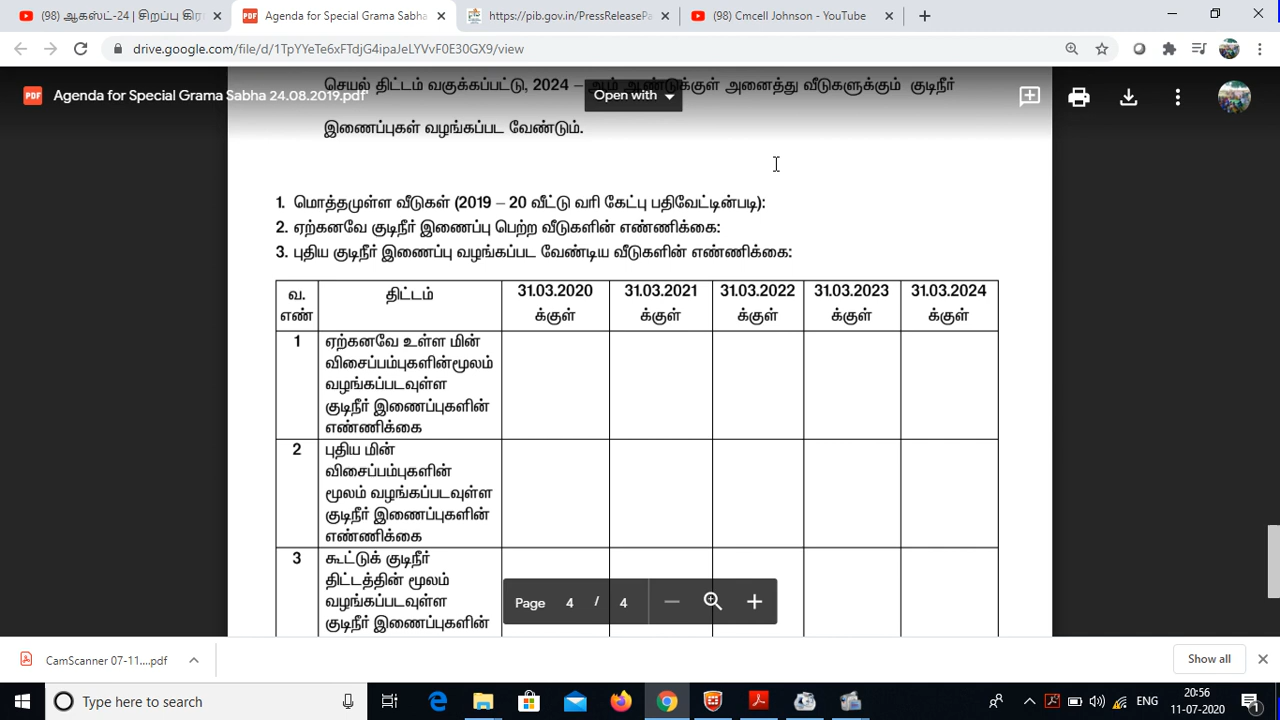 (98) ஆகஸ்ட்-24 | சிறப்பு கிரா
Agenda for Special Grama Sabha
https://pib.gov.in/PressReleasePa
(98) Cmcell Johnson - YouTube
drive.google.com/file/d/1TpYYeTe6xFTdjG4ipaJeLYVvF0E30GX9/view
செயல் திட்டம் வகுக்கப்பட்டு, 2024 – ஆம் ஆண்டுக்குள் அனைத்து வீடுகளுக்கும் குடிநீர்
PDF Agenda for Special Grama Sabha 24.08.2019.pdf
Open with
இணைப்புகள் வழங்கப்பட வேண்டும்.
1. மொத்தமுள்ள வீடுகள் (2019 – 20 வீட்டு வரி கேட்பு பதிவேட்டின்படி):
2. ஏற்கனவே குடிநீர் இணைப்பு பெற்ற வீடுகளின் எண்ணிக்கை:
3. புதிய குடிநீர் இணைப்பு வழங்கப்பட வேண்டிய வீடுகளின் எண்ணிக்கை:
வ. எண்
திட்டம்
31.03.2020 க்குள்
31.03.2021 க்குள்
31.03.2022 க்குள்
31.03.2023 க்குள்
31.03.2024 க்குள்
1
ஏற்கனவே உள்ள மின்
விசைப்பம்புகளின்மூலம்
வழங்கப்படவுள்ள
குடிநீர் இணைப்புகளின்
எண்ணிக்கை
2
புதிய மின்
விசைப்பம்புகளின்
மூலம் வழங்கப்படவுள்ள
குடிநீர் இணைப்புகளின்
எண்ணிக்கை
3
கூட்டுக் குடிநீர்
திட்டத்தின் மூலம்
வழங்கப்படவுள்ள
குடிநீர் இணைப்புகளின்
Page 4 / 4
CamScanner 07-11....pdf
Show all
Type here to search
ENG
20:56
11-07-2020
1